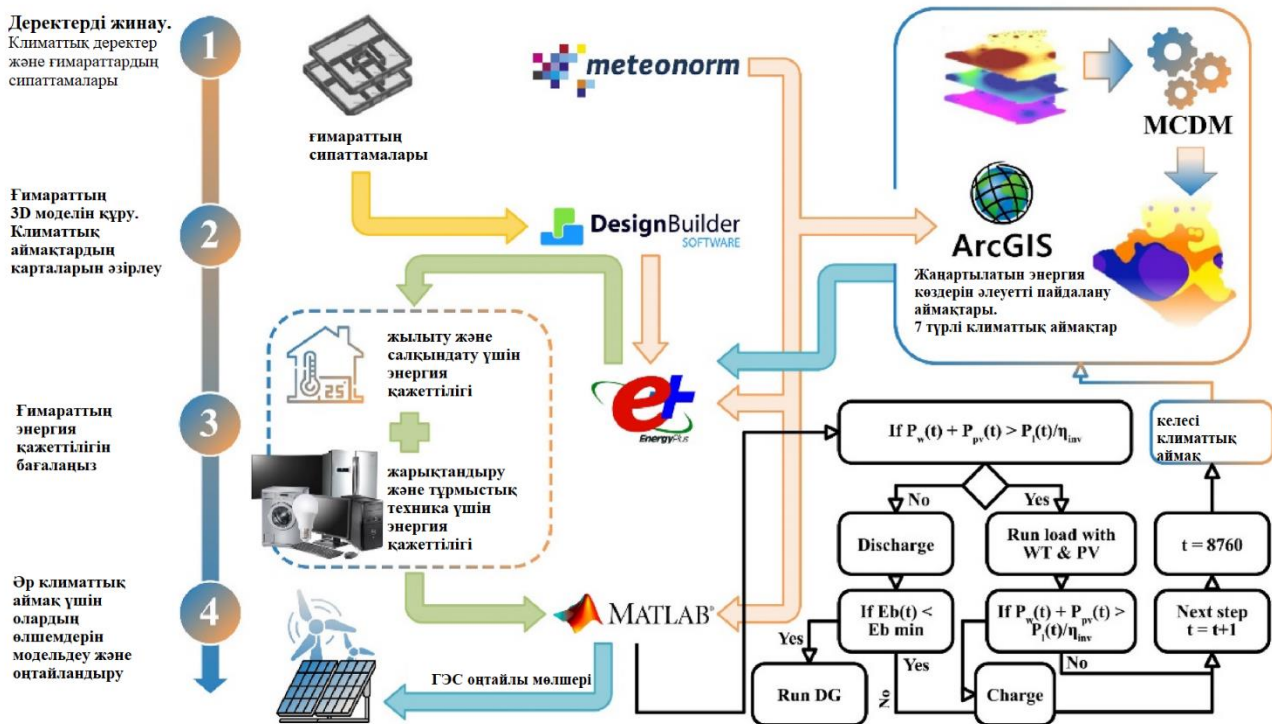 Деректерді жинау.
Климаттық деректер
және ғимараттардың
сипаттамалары
1
ғимараттың
сипаттамалары
meteonorm
MCDM
Ғимараттың
3D моделін құру.
Климаттық
аймақтардың
карталарын әзірлеу
2
DesignBuilder
SOFTWARE
ArcGIS
Жаңартылатын энергия
көздерін әлеуетті пайдалану
аймақтары.
7 түрлі климаттық аймақтар
Ғимараттың
энергия
қажеттілігін
бағалаңыз
3
25°
жылыту және
салқындату үшін
энергия
қажеттілігі
жарықтандыру
және тұрмыстық
техника үшін
энергия
қажеттілігі
e+
EnergyPlus
Әр климаттық
аймақ үшін
олардың
өлшемдерін
модельдеу және
оңтайландыру
4
MATLAB®
ГЭС оңтайлы мөлшері
If P_w(t) + P_pv(t) > P_l(t)/η_inv
No
Yes
Discharge
Run load with
WT & PV
If Eb(t) <
Eb min
If P_w(t) + P_pv(t) >
P_l(t)/η_inv
Yes
Yes
No
No
Run DG
Charge
келесі
климаттық
аймақ
t = 8760
Next step
t = t+1